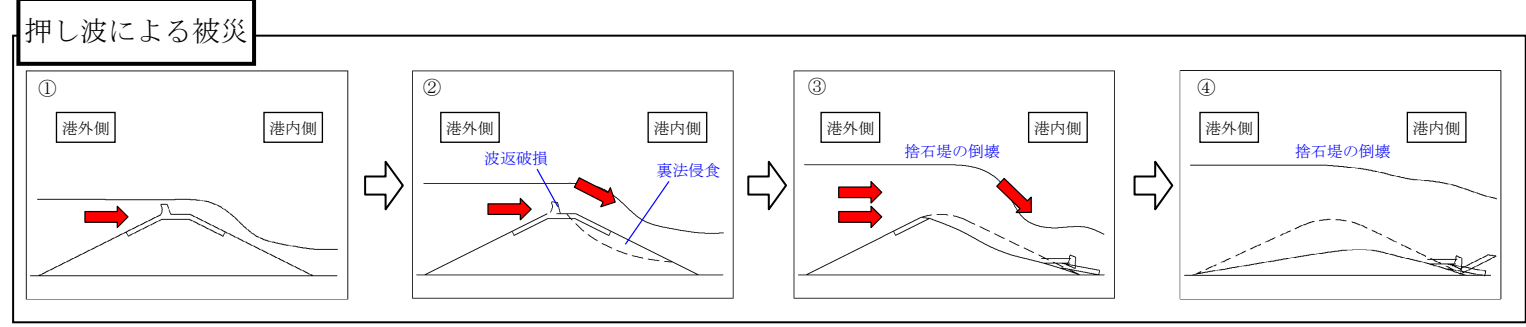 押し波による被災
①
港外側
港内側
②
港外側
港内側
波返破損
裏法侵食
③
港外側
港内側
捨石堤の倒壊
④
港外側
港内側
捨石堤の倒壊